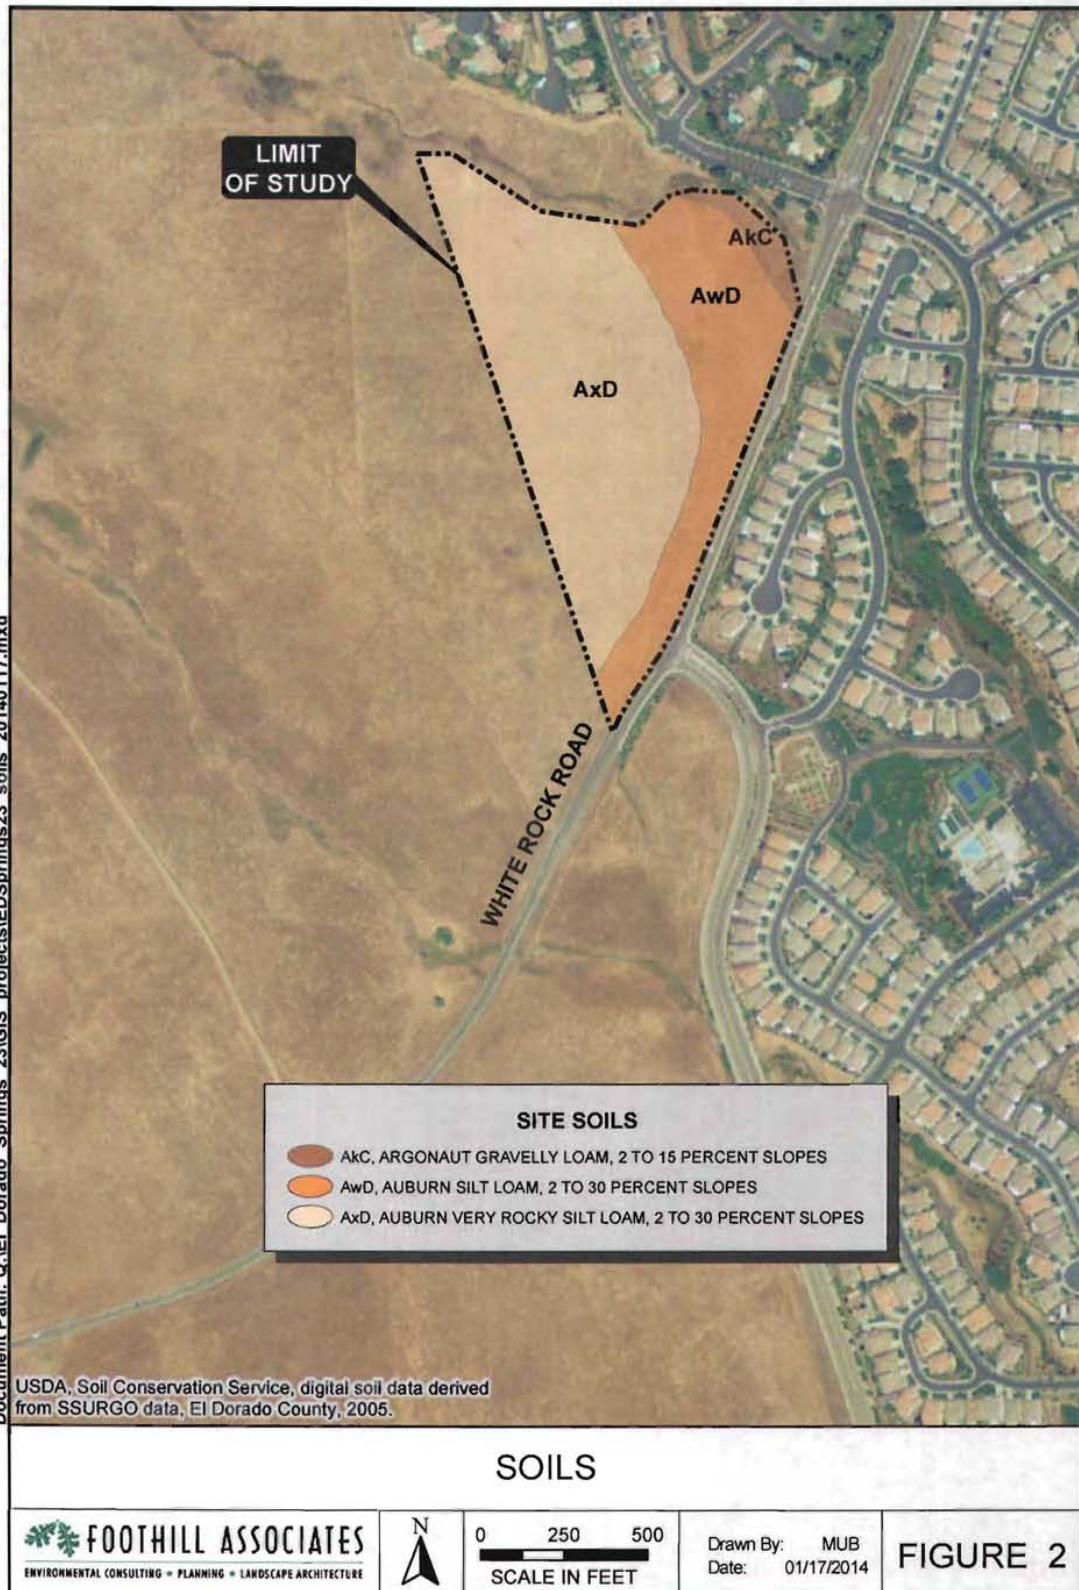 LIMIT
OF STUDY
AkC
AwD
AxD
WHITE ROCK ROAD
SITE SOILS
AkC, ARGONAUT GRAVELLY LOAM, 2 TO 15 PERCENT SLOPES
AwD, AUBURN SILT LOAM, 2 TO 30 PERCENT SLOPES
AxD, AUBURN VERY ROCKY SILT LOAM, 2 TO 30 PERCENT SLOPES
USDA, Soil Conservation Service, digital soil data derived
from SSURGO data, El Dorado County, 2005.
SOILS
FOOTHILL ASSOCIATES
ENVIRONMENTAL CONSULTING • PLANNING • LANDSCAPE ARCHITECTURE
N
0 250 500
SCALE IN FEET
Drawn By: MUB
Date: 01/17/2014
FIGURE 2